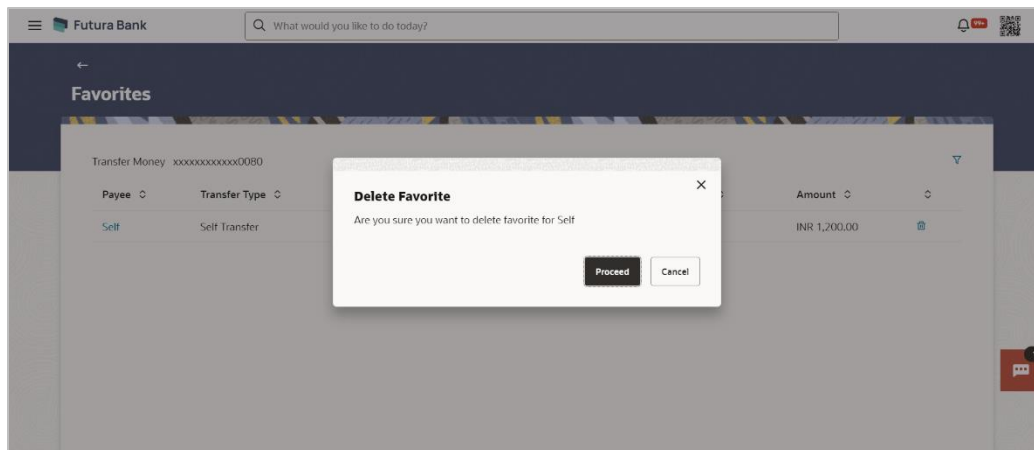 Futura Bank
What would you like to do today?
Favorites
Transfer Money xxxxxxxxxxxx0080
Payee Transfer Type Amount
Self Self Transfer INR 1,200.00
Delete Favorite
Are you sure you want to delete favorite for Self
Proceed Cancel